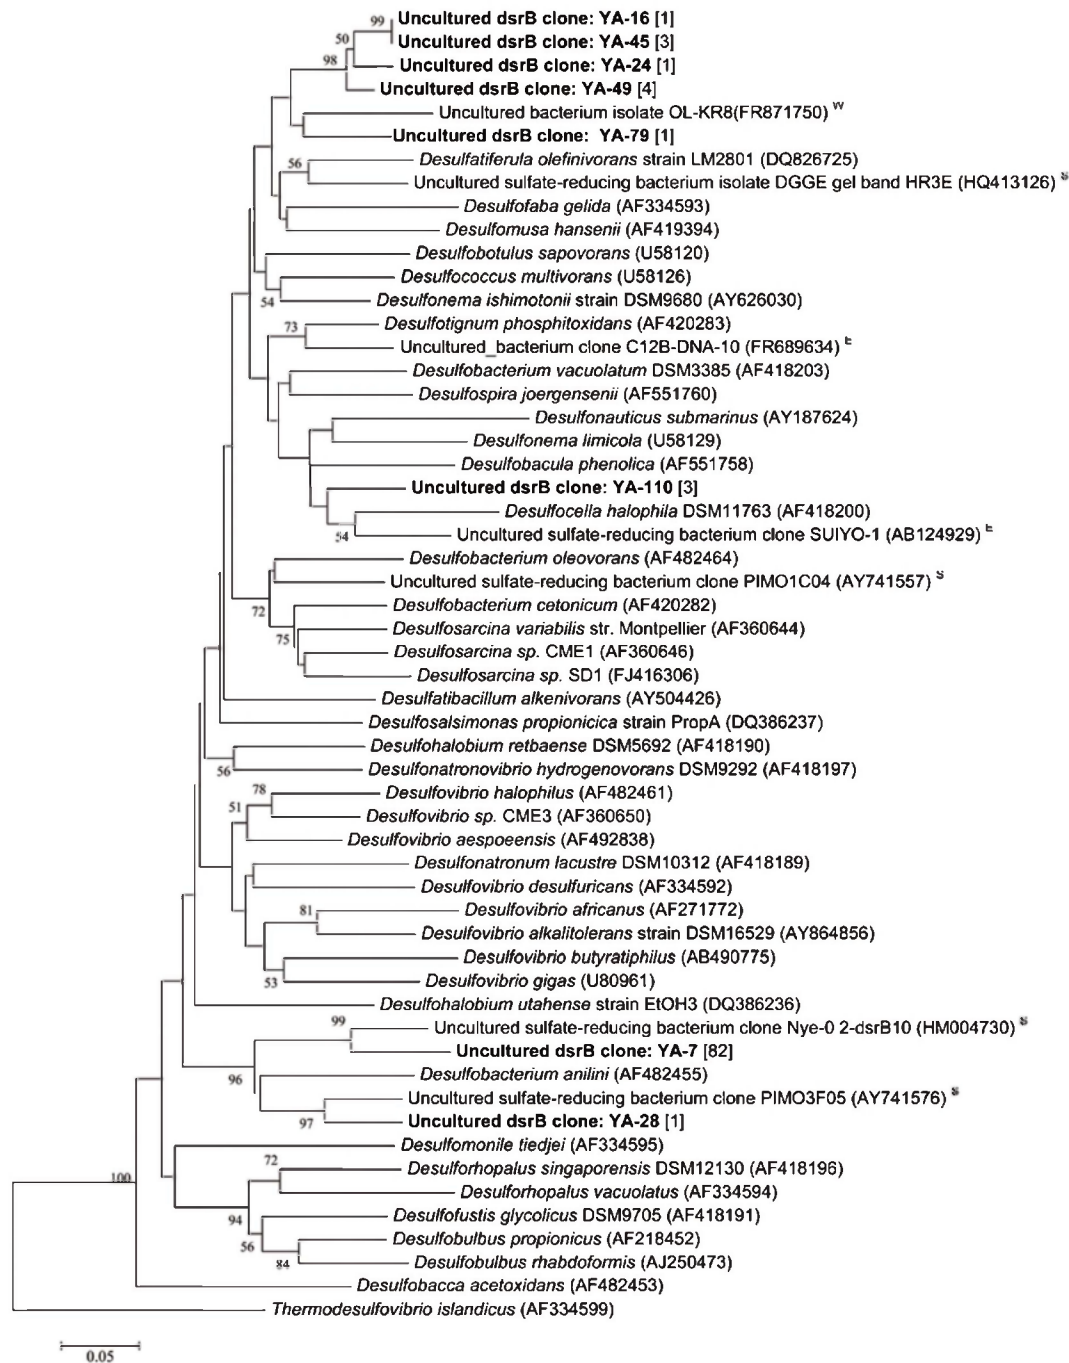 99
Uncultured dsrB clone: YA-16 [1]
50
Uncultured dsrB clone: YA-45 [3]
98
Uncultured dsrB clone: YA-24 [1]
Uncultured dsrB clone: YA-49 [4]
Uncultured bacterium isolate OL-KR8(FR871750) W
Uncultured dsrB clone: YA-79 [1]
56
Desulfatiferula olefinivorans strain LM2801 (DQ826725)
Uncultured sulfate-reducing bacterium isolate DGGE gel band HR3E (HQ413126) S
Desulfofaba gelida (AF334593)
Desulfomusa hansenii (AF419394)
Desulfobotulus sapovorans (U58120)
Desulfococcus multivorans (U58126)
54
Desulfonema ishimotonii strain DSM9680 (AY626030)
73
Desulfotignum phosphitoxidans (AF420283)
Uncultured_bacterium clone C12B-DNA-10 (FR689634) E
Desulfobacterium vacuolatum DSM3385 (AF418203)
Desulfospira joergensenii (AF551760)
Desulfonauticus submarinus (AY187624)
Desulfonema limicola (U58129)
Desulfobacula phenolica (AF551758)
Uncultured dsrB clone: YA-110 [3]
Desulfocella halophila DSM11763 (AF418200)
54
Uncultured sulfate-reducing bacterium clone SUIYO-1 (AB124929) E
Desulfobacterium oleovorans (AF482464)
Uncultured sulfate-reducing bacterium clone PIMO1C04 (AY741557) S
72
Desulfobacterium cetonicum (AF420282)
75
Desulfosarcina variabilis str. Montpellier (AF360644)
Desulfosarcina sp. CME1 (AF360646)
Desulfosarcina sp. SD1 (FJ416306)
Desulfatibacillum alkenivorans (AY504426)
Desulfosalsimonas propionicica strain PropA (DQ386237)
Desulfohalobium retbaense DSM5692 (AF418190)
56
Desulfonatronovibrio hydrogenovorans DSM9292 (AF418197)
78
Desulfovibrio halophilus (AF482461)
51
Desulfovibrio sp. CME3 (AF360650)
Desulfovibrio aespoeensis (AF492838)
Desulfonatronum lacustre DSM10312 (AF418189)
Desulfovibrio desulfuricans (AF334592)
81
Desulfovibrio africanus (AF271772)
Desulfovibrio alkalitolerans strain DSM16529 (AY864856)
Desulfovibrio butyratiphilus (AB490775)
53
Desulfovibrio gigas (U80961)
Desulfohalobium utahense strain EtOH3 (DQ386236)
99
Uncultured sulfate-reducing bacterium clone Nye-0 2-dsrB10 (HM004730) S
Uncultured dsrB clone: YA-7 [82]
96
Desulfobacterium anilini (AF482455)
Uncultured sulfate-reducing bacterium clone PIMO3F05 (AY741576) S
97
Uncultured dsrB clone: YA-28 [1]
Desulfomonile tiedjei (AF334595)
72
Desulforhopalus singaporensis DSM12130 (AF418196)
100
Desulforhopalus vacuolatus (AF334594)
94
Desulfofustis glycolicus DSM9705 (AF418191)
56
Desulfobulbus propionicus (AF218452)
84
Desulfobulbus rhabdoformis (AJ250473)
Desulfobacca acetoxidans (AF482453)
Thermodesulfovibrio islandicus (AF334599)
0.05